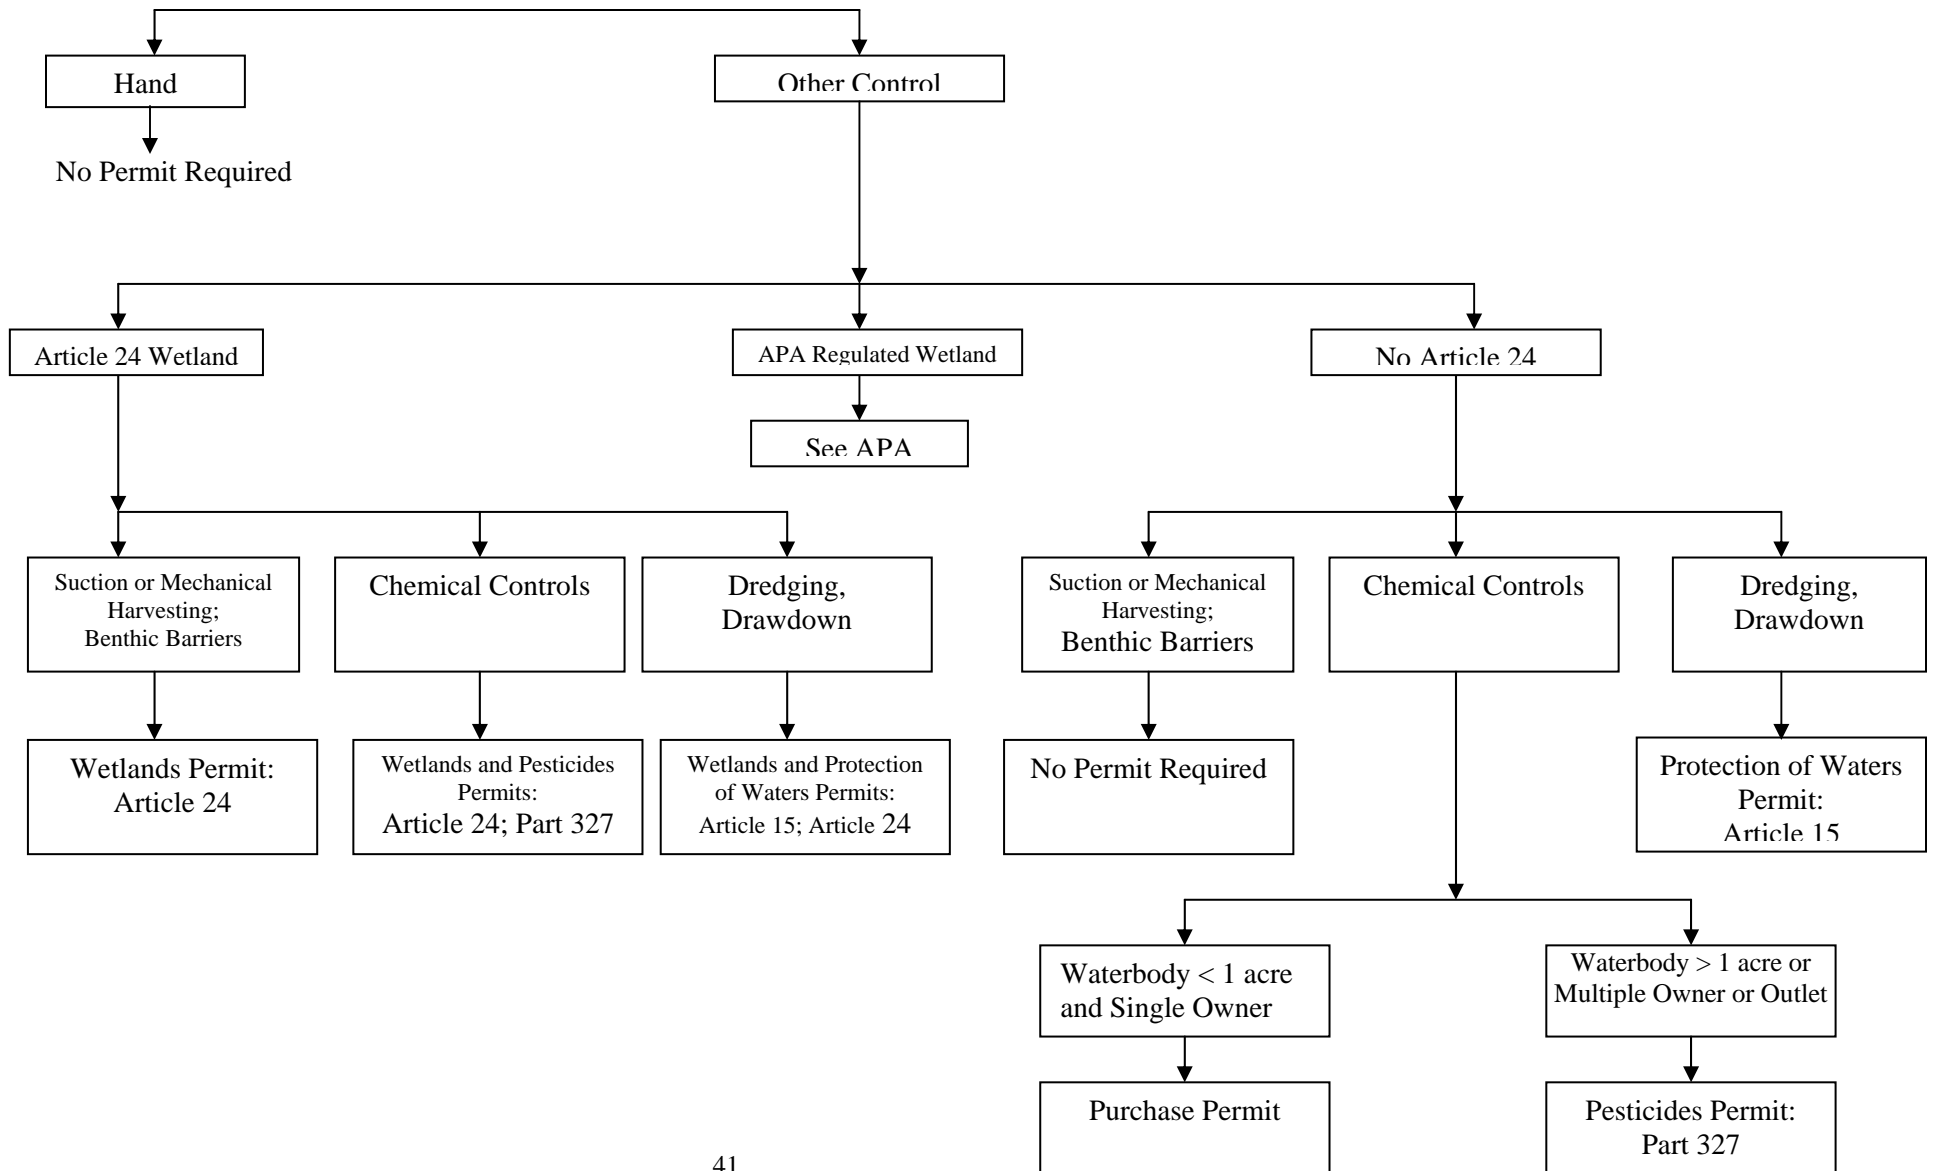 Hand
Other Control
No Permit Required
Article 24 Wetland
APA Regulated Wetland
No Article 24
See APA
Suction or Mechanical
Harvesting;
Benthic Barriers
Chemical Controls
Dredging,
Drawdown
Suction or Mechanical
Harvesting;
Benthic Barriers
Chemical Controls
Dredging,
Drawdown
Wetlands Permit:
Article 24
Wetlands and Pesticides
Permits:
Article 24; Part 327
Wetlands and Protection
of Waters Permits:
Article 15; Article 24
No Permit Required
Protection of Waters
Permit:
Article 15
Waterbody < 1 acre
and Single Owner
Waterbody > 1 acre or
Multiple Owner or Outlet
Purchase Permit
Pesticides Permit:
Part 327
41